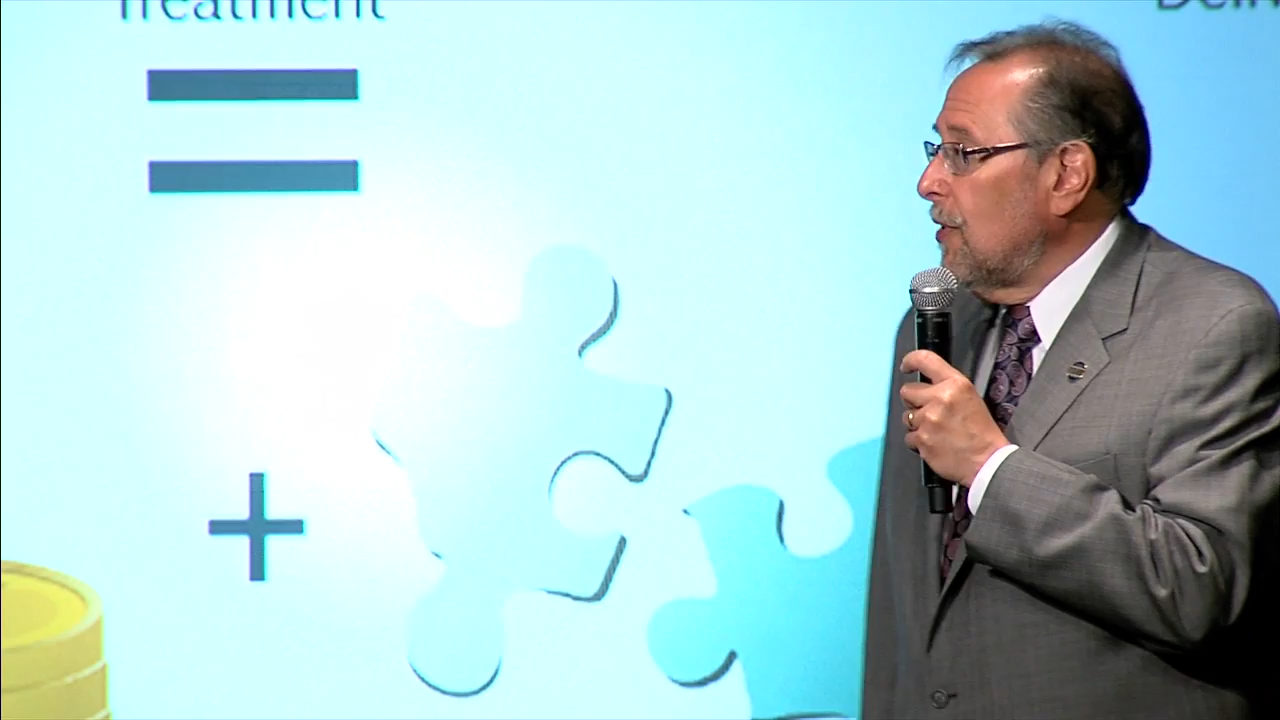 Treatment
=
+